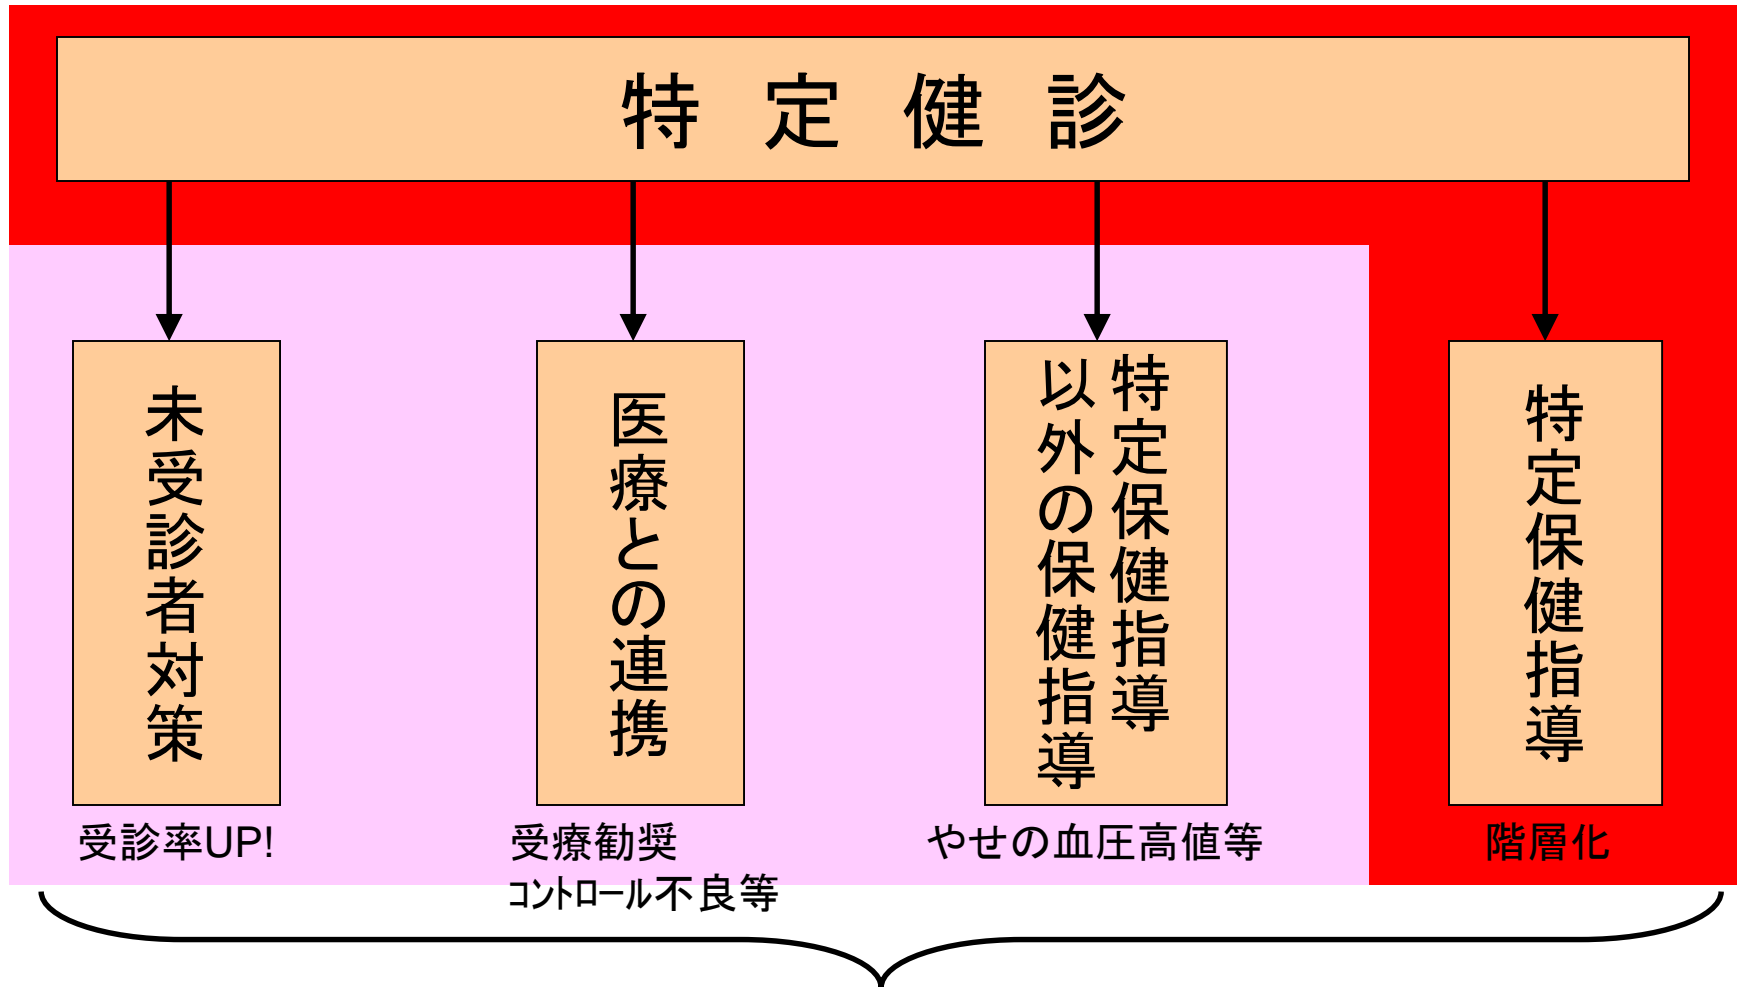 特定健診
未受診者対策
受診率UP!
医療との連携
受療勧奨
ｺﾝﾄﾛｰﾙ不良等
特定保健指導
以外の保健指導
やせの血圧高値等
特定保健指導
階層化